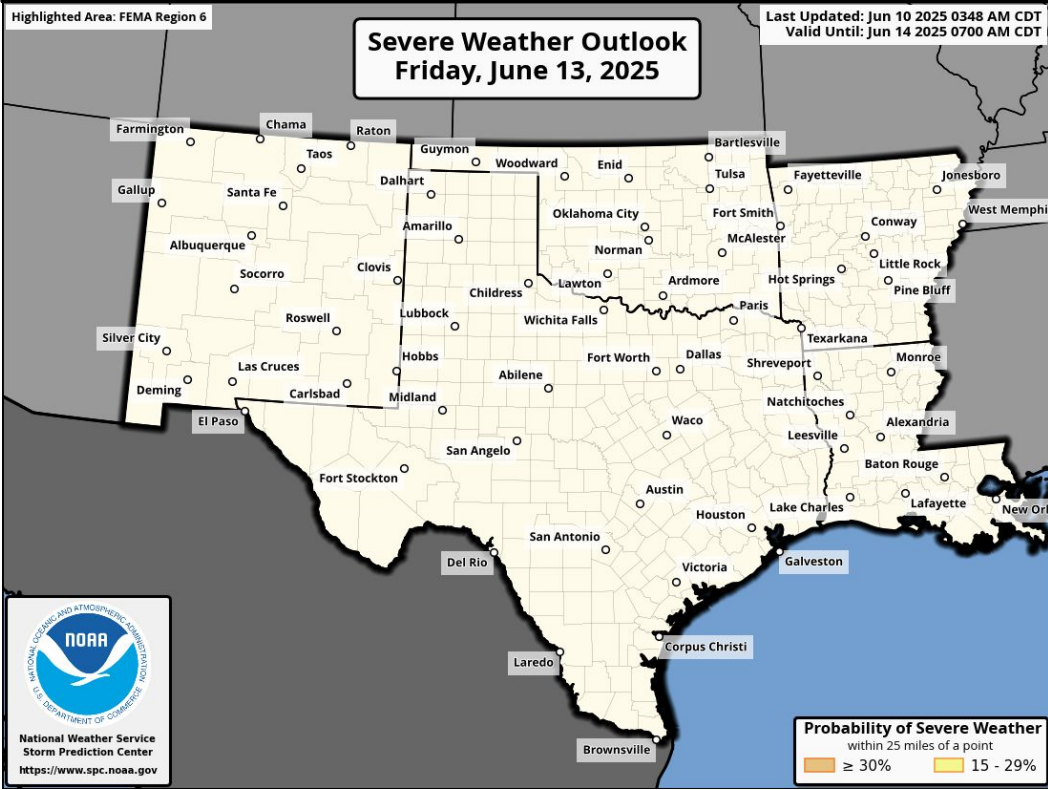 Highlighted Area: FEMA Region 6
Last Updated: Jun 10 2025 0348 AM CDT
Valid Until: Jun 14 2025 0700 AM CDT
Severe Weather Outlook
Friday, June 13, 2025
Farmington
Chama
Raton
Taos
Guymon
Woodward
Enid
Bartlesville
Tulsa
Fayetteville
Jonesboro
Gallup
Santa Fe
Dalhart
Oklahoma City
Fort Smith
West Memphi
Albuquerque
Amarillo
Norman
McAlester
Conway
Socorro
Clovis
Childress
Lawton
Ardmore
Hot Springs
Little Rock
Pine Bluff
Roswell
Lubbock
Wichita Falls
Paris
Texarkana
Silver City
Las Cruces
Hobbs
Fort Worth
Dallas
Shreveport
Monroe
Deming
Carlsbad
Midland
Abilene
Natchitoches
El Paso
San Angelo
Waco
Leesville
Alexandria
Fort Stockton
Austin
Baton Rouge
Houston
Lake Charles
Lafayette
New Orl
San Antonio
Del Rio
Victoria
Galveston
Corpus Christi
Laredo
Brownsville
NATIONAL OCEANIC AND ATMOSPHERIC ADMINISTRATION
NOAA
U.S. DEPARTMENT OF COMMERCE
National Weather Service
Storm Prediction Center
https://www.spc.noaa.gov
Probability of Severe Weather
within 25 miles of a point
≥ 30%
15 - 29%